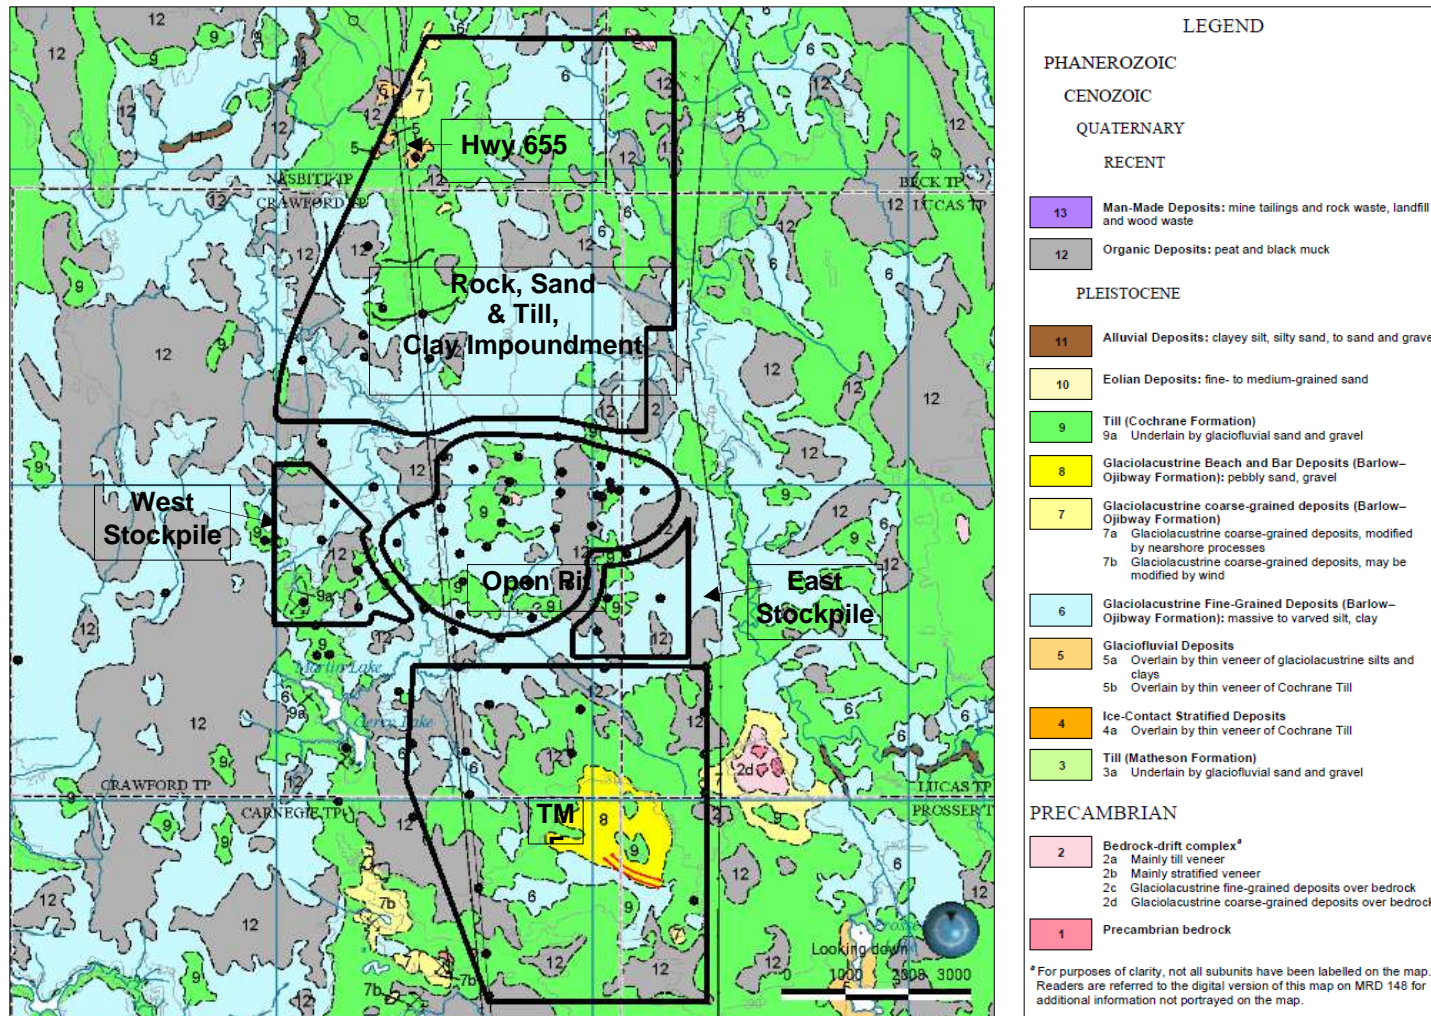 Hwy 655
NESBITT TP
CRAWFORD TP
BECK TP
LUCAS TP
Rock, Sand
& Till,
Clay Impoundment
West
Stockpile
Open Pit
East
Stockpile
Martin Lake
Gerry Lake
CRAWFORD TP
CARNEGIE TP
LUCAS TP
PROSSER T
TM
Looking down
0 1000 2000 3000
LEGEND
PHANEROZOIC
CENOZOIC
QUATERNARY
RECENT
13 Man-Made Deposits: mine tailings and rock waste, landfill
and wood waste
12 Organic Deposits: peat and black muck
PLEISTOCENE
11 Alluvial Deposits: clayey silt, silty sand, to sand and grave
10 Eolian Deposits: fine- to medium-grained sand
9 Till (Cochrane Formation)
9a Underlain by glaciofluvial sand and gravel
8 Glaciolacustrine Beach and Bar Deposits (Barlow–
Ojibway Formation): pebbly sand, gravel
7 Glaciolacustrine coarse-grained deposits (Barlow–
Ojibway Formation)
7a Glaciolacustrine coarse-grained deposits, modified
by nearshore processes
7b Glaciolacustrine coarse-grained deposits, may be
modified by wind
6 Glaciolacustrine Fine-Grained Deposits (Barlow–
Ojibway Formation): massive to varved silt, clay
5 Glaciofluvial Deposits
5a Overlain by thin veneer of glaciolacustrine silts and
clays
5b Overlain by thin veneer of Cochrane Till
4 Ice-Contact Stratified Deposits
4a Overlain by thin veneer of Cochrane Till
3 Till (Matheson Formation)
3a Underlain by glaciofluvial sand and gravel
PRECAMBRIAN
2 Bedrock-drift complexª
2a Mainly till veneer
2b Mainly stratified veneer
2c Glaciolacustrine fine-grained deposits over bedrock
2d Glaciolacustrine coarse-grained deposits over bedrock
1 Precambrian bedrock
ª For purposes of clarity, not all subunits have been labelled on the map.
Readers are referred to the digital version of this map on MRD 148 for
additional information not portrayed on the map.